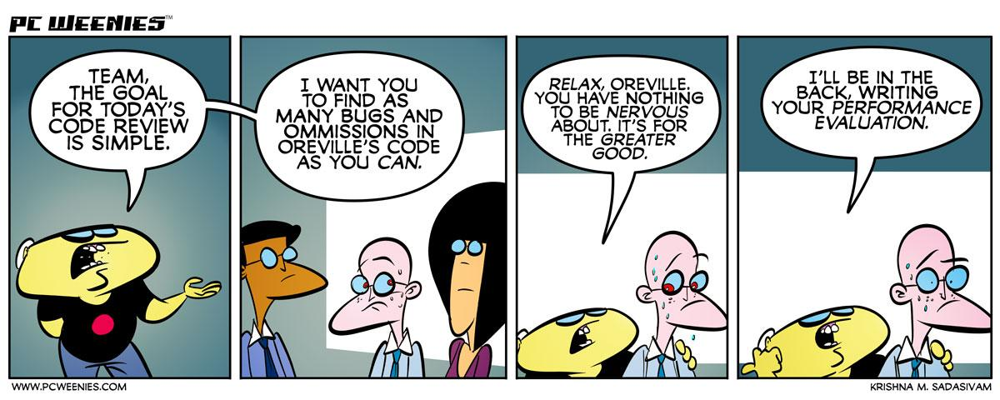 PC WEENIES™
TEAM,
THE GOAL
FOR TODAY'S
CODE REVIEW
IS SIMPLE.
I WANT YOU
TO FIND AS
MANY BUGS AND
OMMISSIONS IN
OREVILLE'S CODE
AS YOU CAN.
RELAX, OREVILLE.
YOU HAVE NOTHING
TO BE NERVOUS
ABOUT. IT'S FOR
THE GREATER
GOOD.
I'LL BE IN THE
BACK, WRITING
YOUR PERFORMANCE
EVALUATION.
WWW.PCWEENIES.COM
KRISHNA M. SADASIVAM